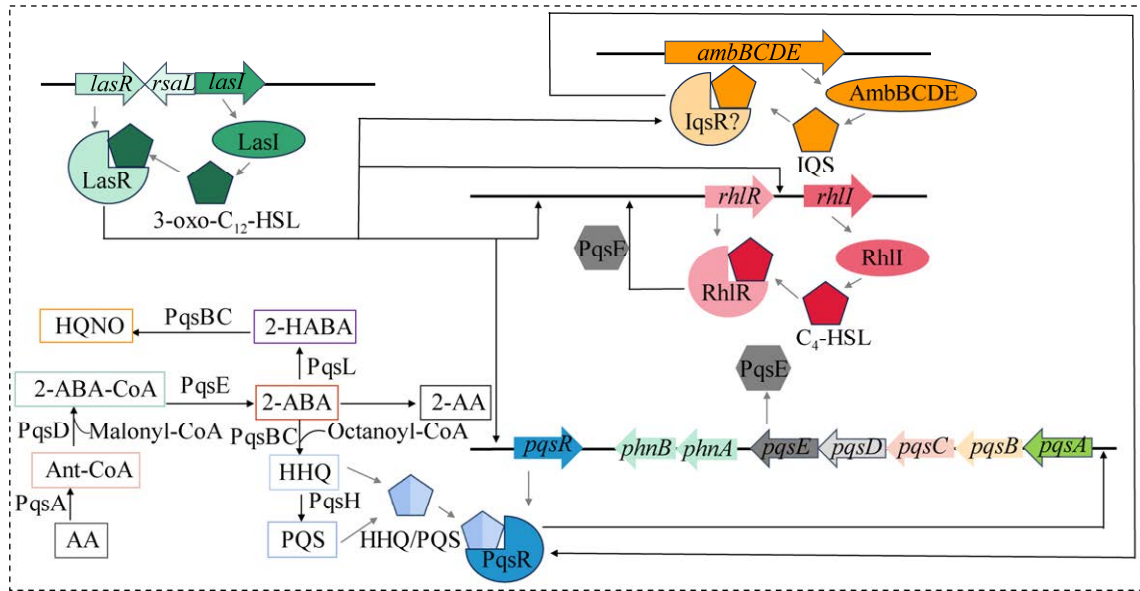 ambBCDE
lasR rsaL lasI
AmbBCDE
IqsR?
LasI
IQS
LasR
rhlR rhlI
3-oxo-C₁₂-HSL
PqsE
RhlI
RhlR
HQNO PqsBC 2-HABA
C₄-HSL
PqsL
PqsE
2-ABA-CoA PqsE
2-ABA 2-AA
PqsD Malonyl-CoA PqsBC Octanoyl-CoA
pqsR phnB phnA pqsE pqsD pqsC pqsB pqsA
Ant-CoA HHQ
PqsA PqsH
AA PQS HHQ/PQS
PqsR